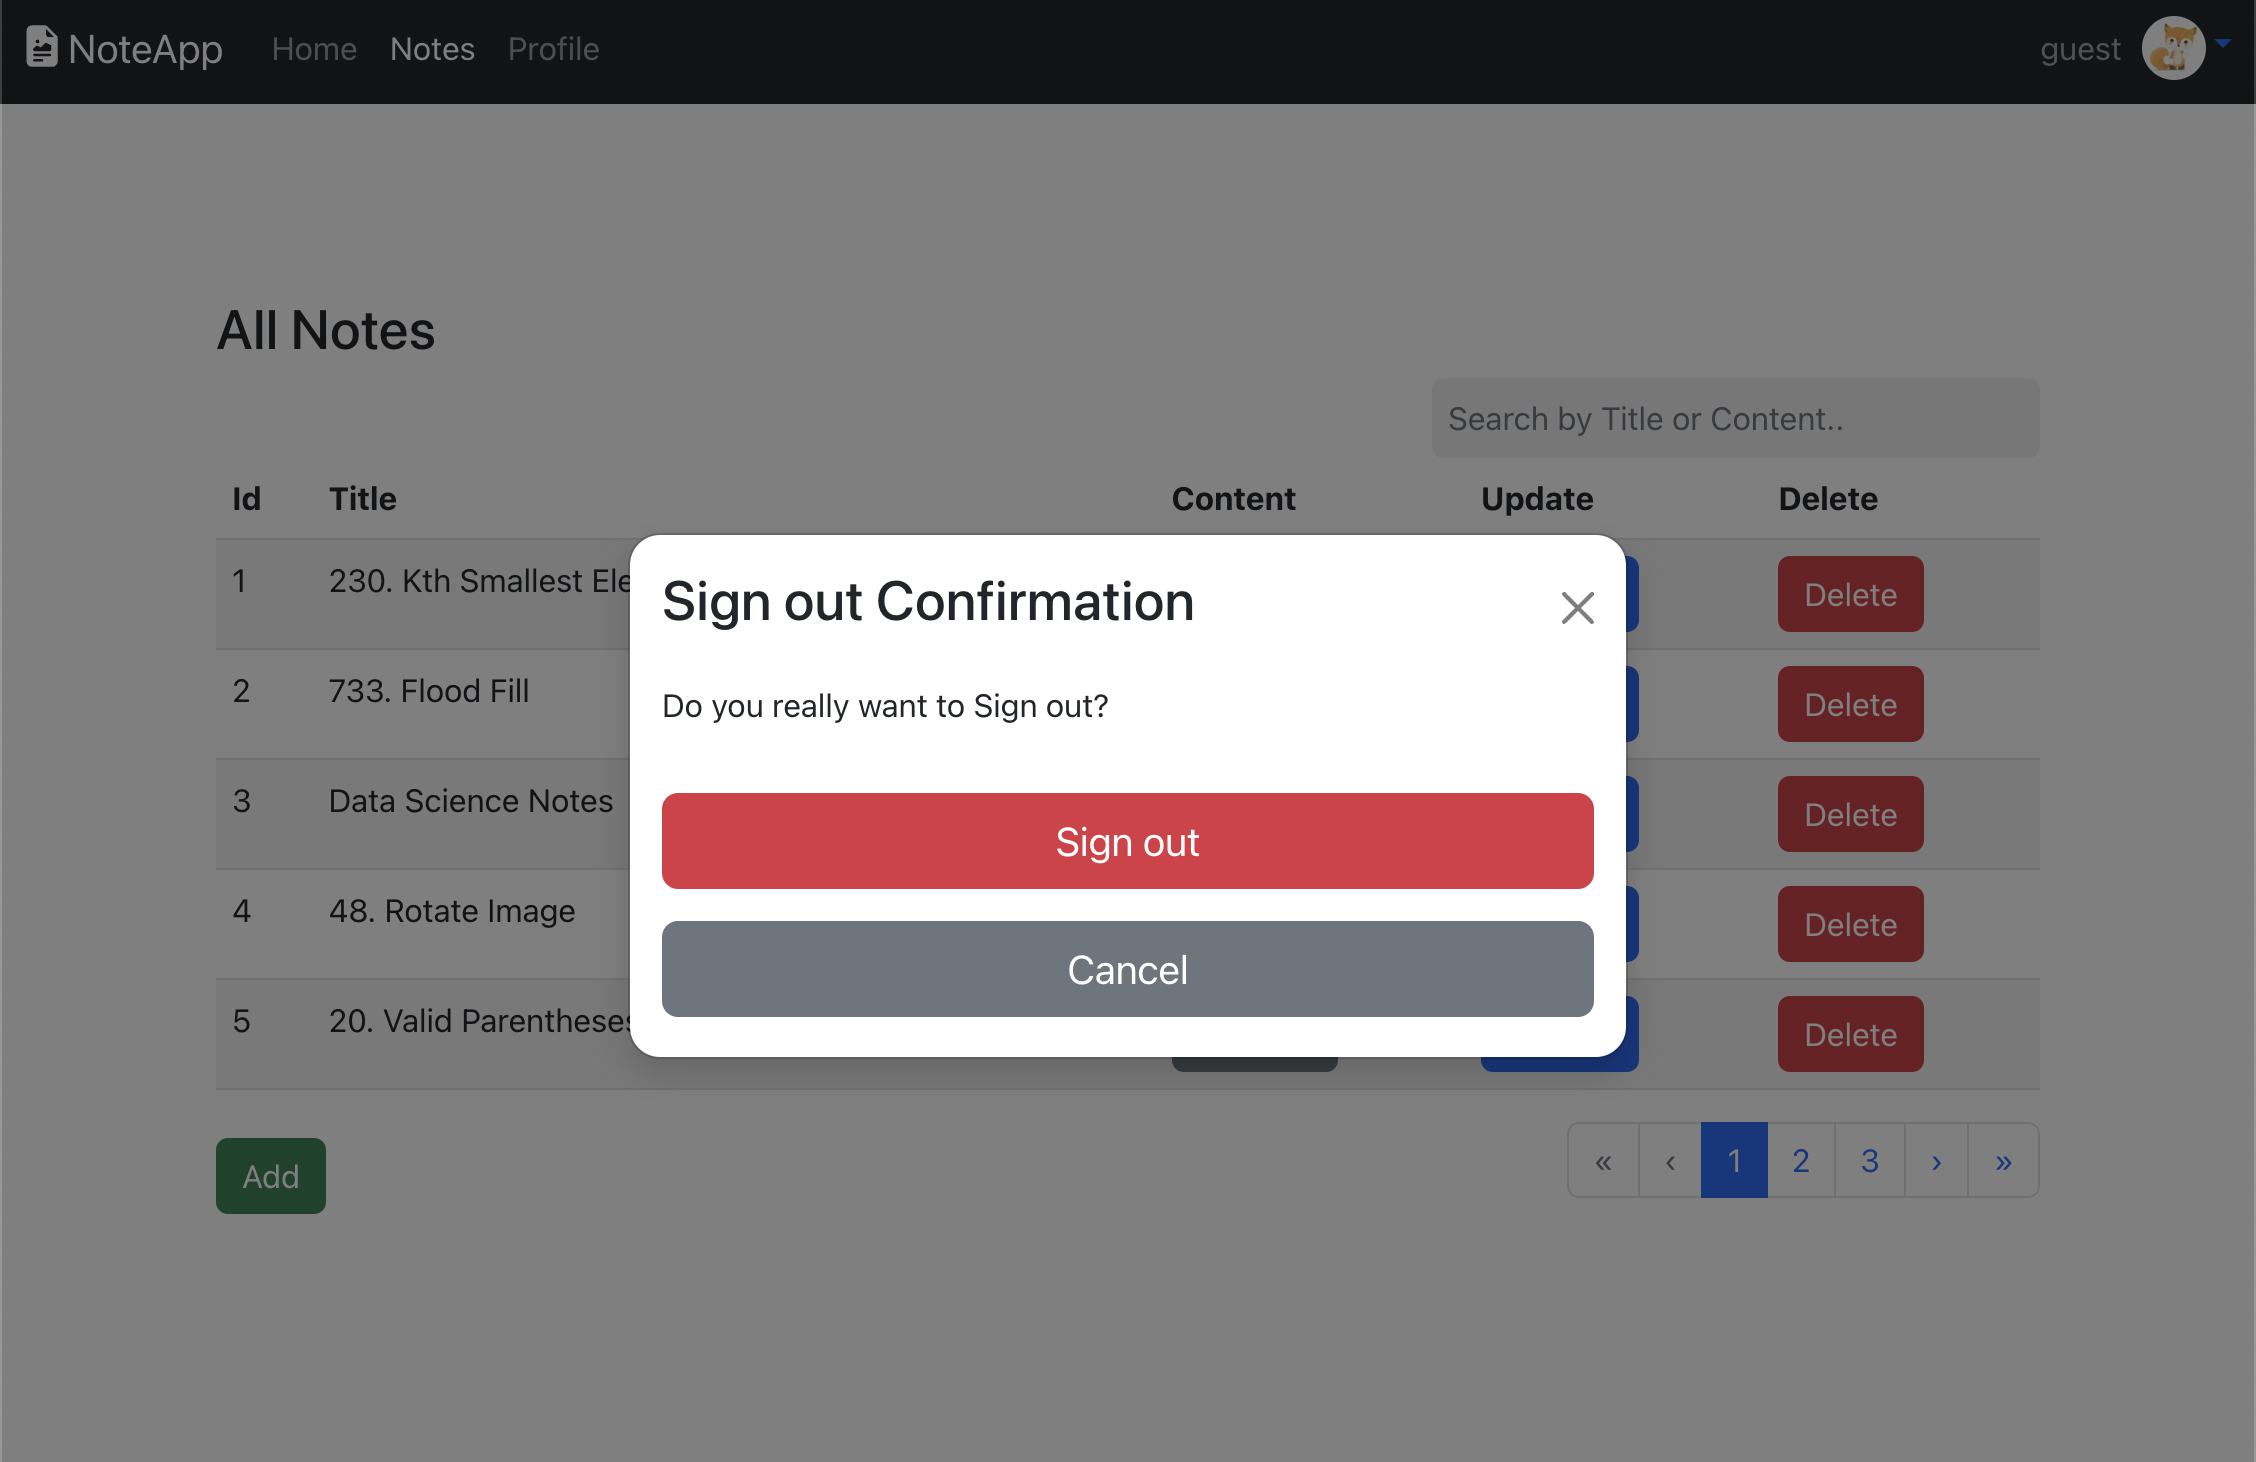 NoteApp Home Notes Profile guest
All Notes
Search by Title or Content..
Id Title Content Update Delete
1 230. Kth Smallest Ele Delete
2 733. Flood Fill Delete
3 Data Science Notes Delete
4 48. Rotate Image Delete
5 20. Valid Parentheses Delete
Sign out Confirmation
Do you really want to Sign out?
Sign out
Cancel
Add
« ‹ 1 2 3 › »